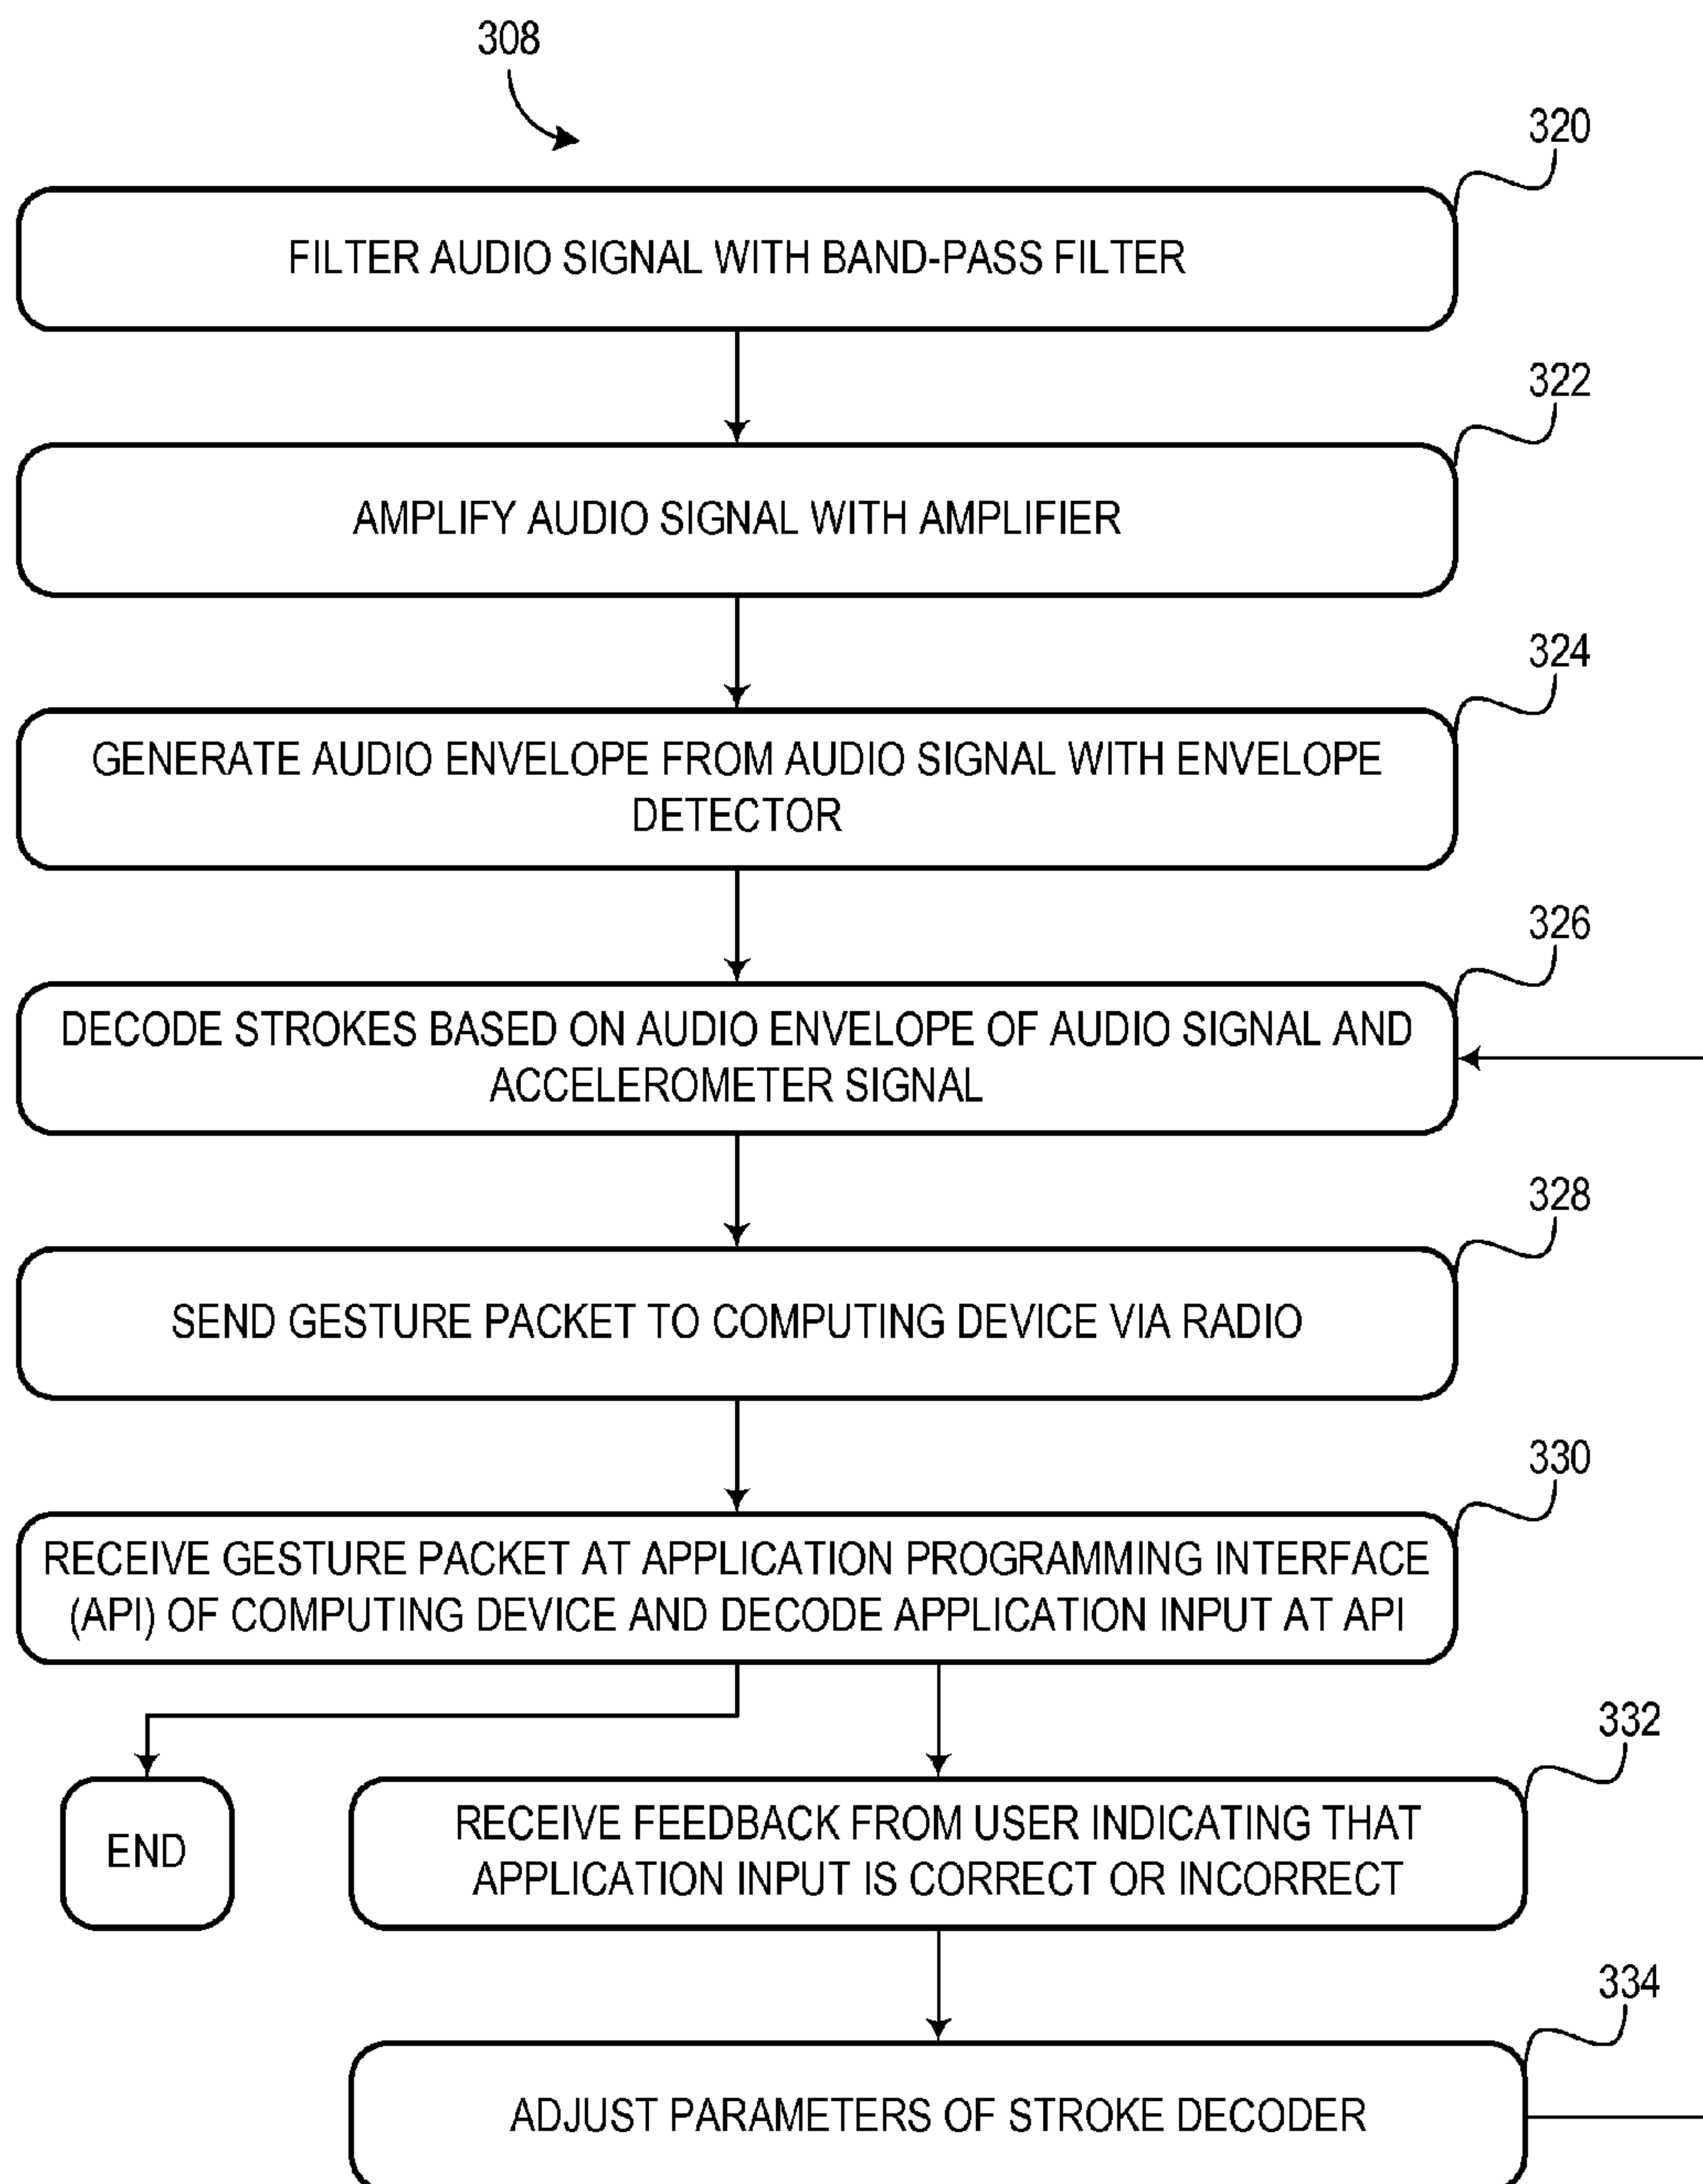 308
320
FILTER AUDIO SIGNAL WITH BAND-PASS FILTER
322
AMPLIFY AUDIO SIGNAL WITH AMPLIFIER
324
GENERATE AUDIO ENVELOPE FROM AUDIO SIGNAL WITH ENVELOPE
DETECTOR
326
DECODE STROKES BASED ON AUDIO ENVELOPE OF AUDIO SIGNAL AND
ACCELEROMETER SIGNAL
328
SEND GESTURE PACKET TO COMPUTING DEVICE VIA RADIO
330
RECEIVE GESTURE PACKET AT APPLICATION PROGRAMMING INTERFACE
(API) OF COMPUTING DEVICE AND DECODE APPLICATION INPUT AT API
332
END
RECEIVE FEEDBACK FROM USER INDICATING THAT
APPLICATION INPUT IS CORRECT OR INCORRECT
334
ADJUST PARAMETERS OF STROKE DECODER